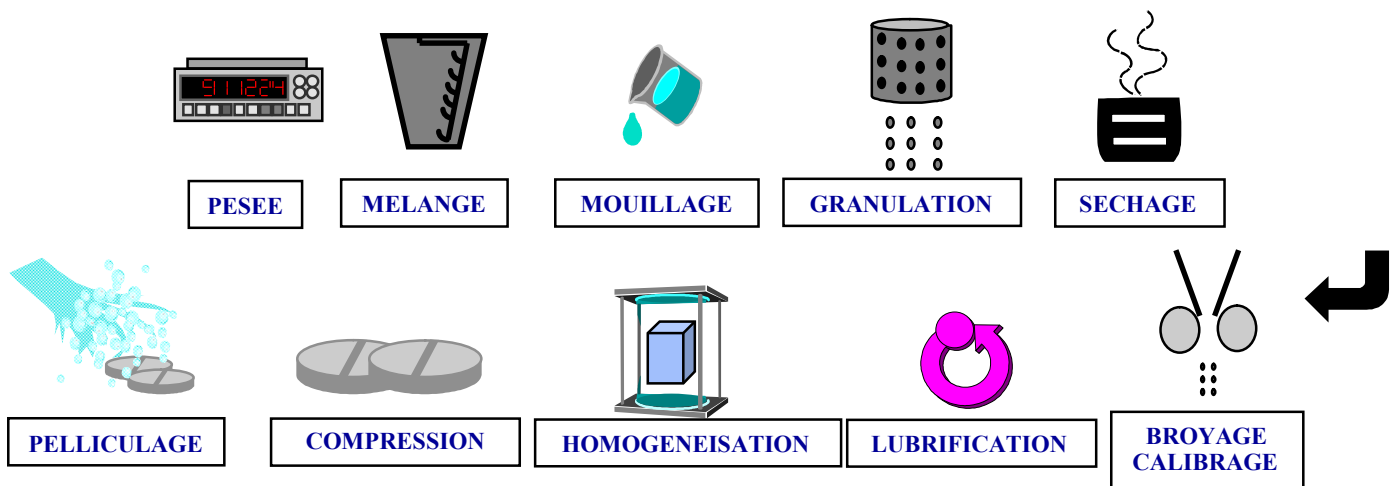 PESEE
MELANGE
MOUILLAGE
GRANULATION
SECHAGE
PELLICULAGE
COMPRESSION
HOMOGENEISATION
LUBRIFICATION
BROYAGE
CALIBRAGE